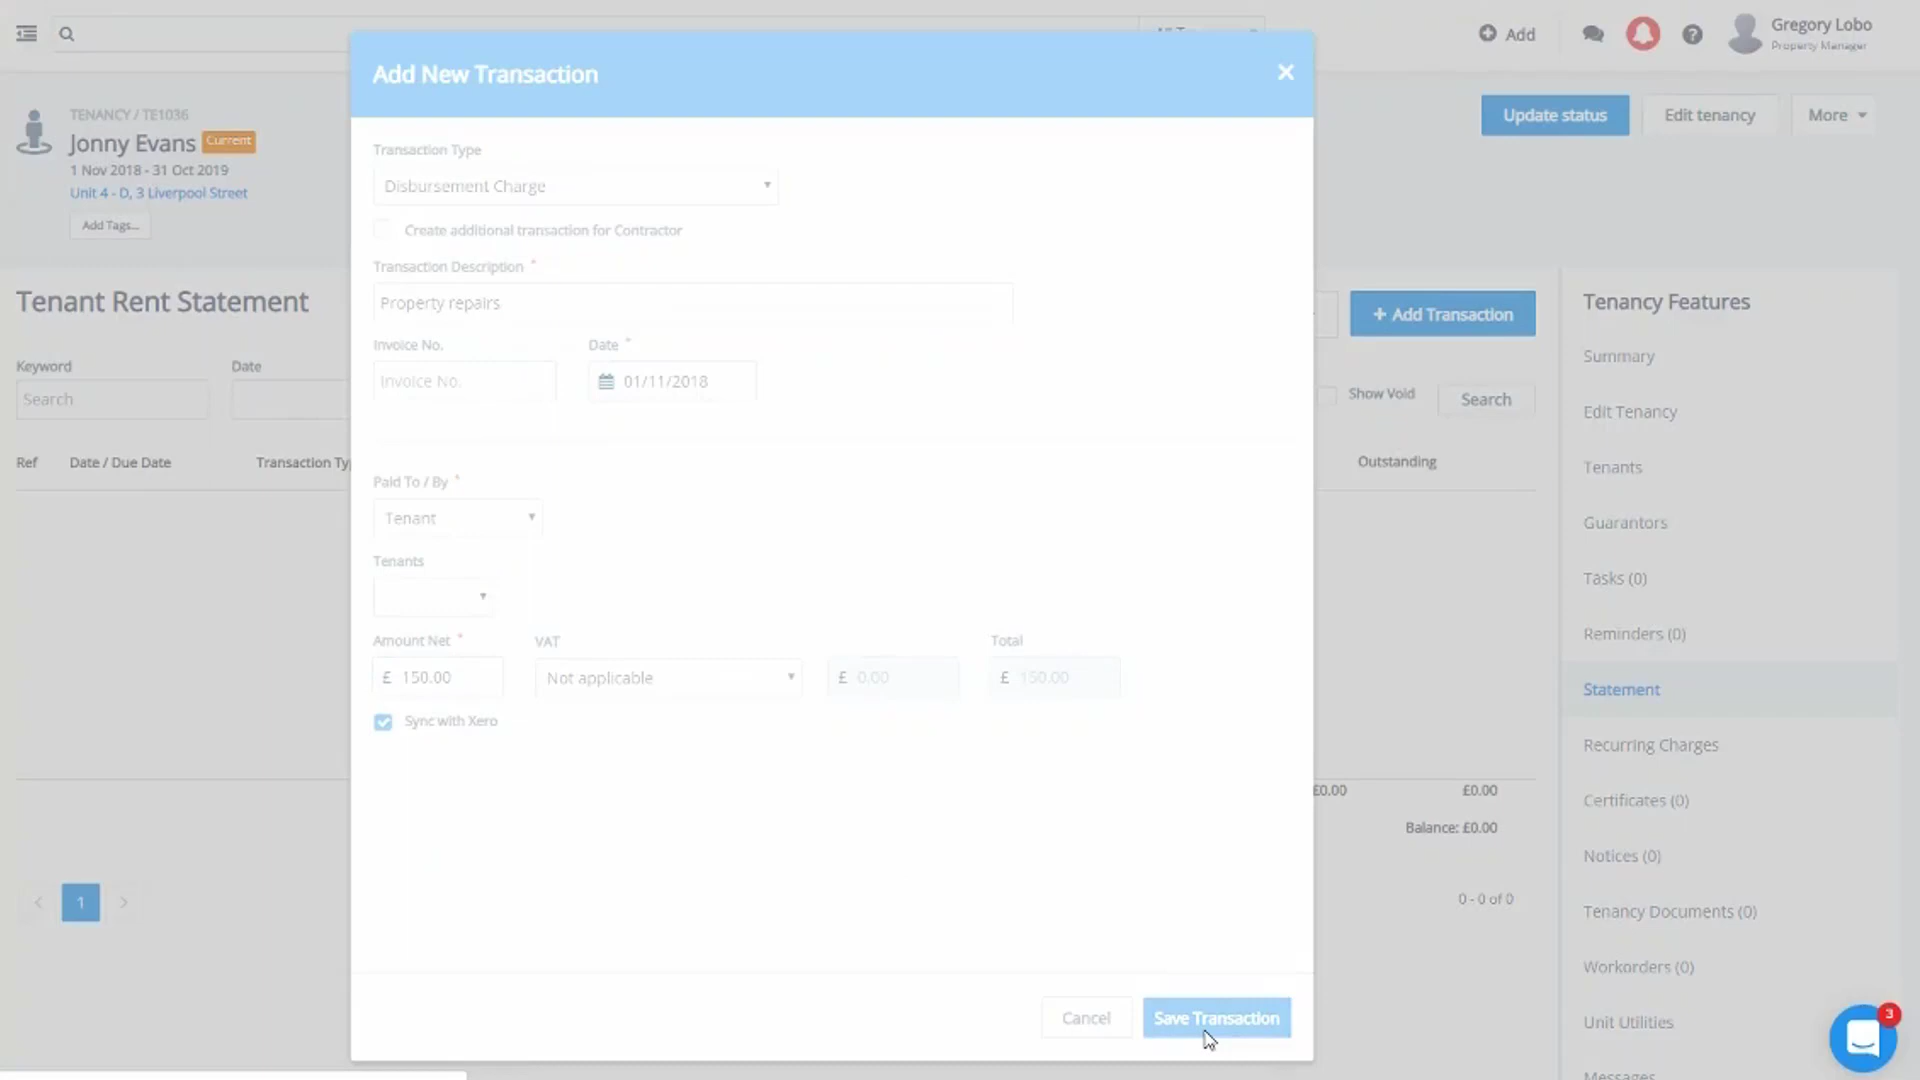 Add
Gregory Lobo
Property Manager
Add New Transaction
TENANCY / TE1036
Jonny Evans Current
1 Nov 2018 - 31 Oct 2019
Unit 4 - D, 3 Liverpool Street
Add Tags...
Update status
Edit tenancy
More
Transaction Type
Disbursement Charge
Create additional transaction for Contractor
Transaction Description *
Property repairs
Invoice No.
Date *
Invoice No.
01/11/2018
Paid To / By *
Tenant
Tenants
Amount Net *
VAT
Total
£ 150.00
Not applicable
£ 0.00
£ 150.00
Sync with Xero
Cancel
Save Transaction
Tenant Rent Statement
+ Add Transaction
Keyword
Date
Search
Show Void
Search
Ref
Date / Due Date
Transaction Ty
Outstanding
£0.00
£0.00
Balance: £0.00
1
0 - 0 of 0
Tenancy Features
Summary
Edit Tenancy
Tenants
Guarantors
Tasks (0)
Reminders (0)
Statement
Recurring Charges
Certificates (0)
Notices (0)
Tenancy Documents (0)
Workorders (0)
Unit Utilities
Messages
3